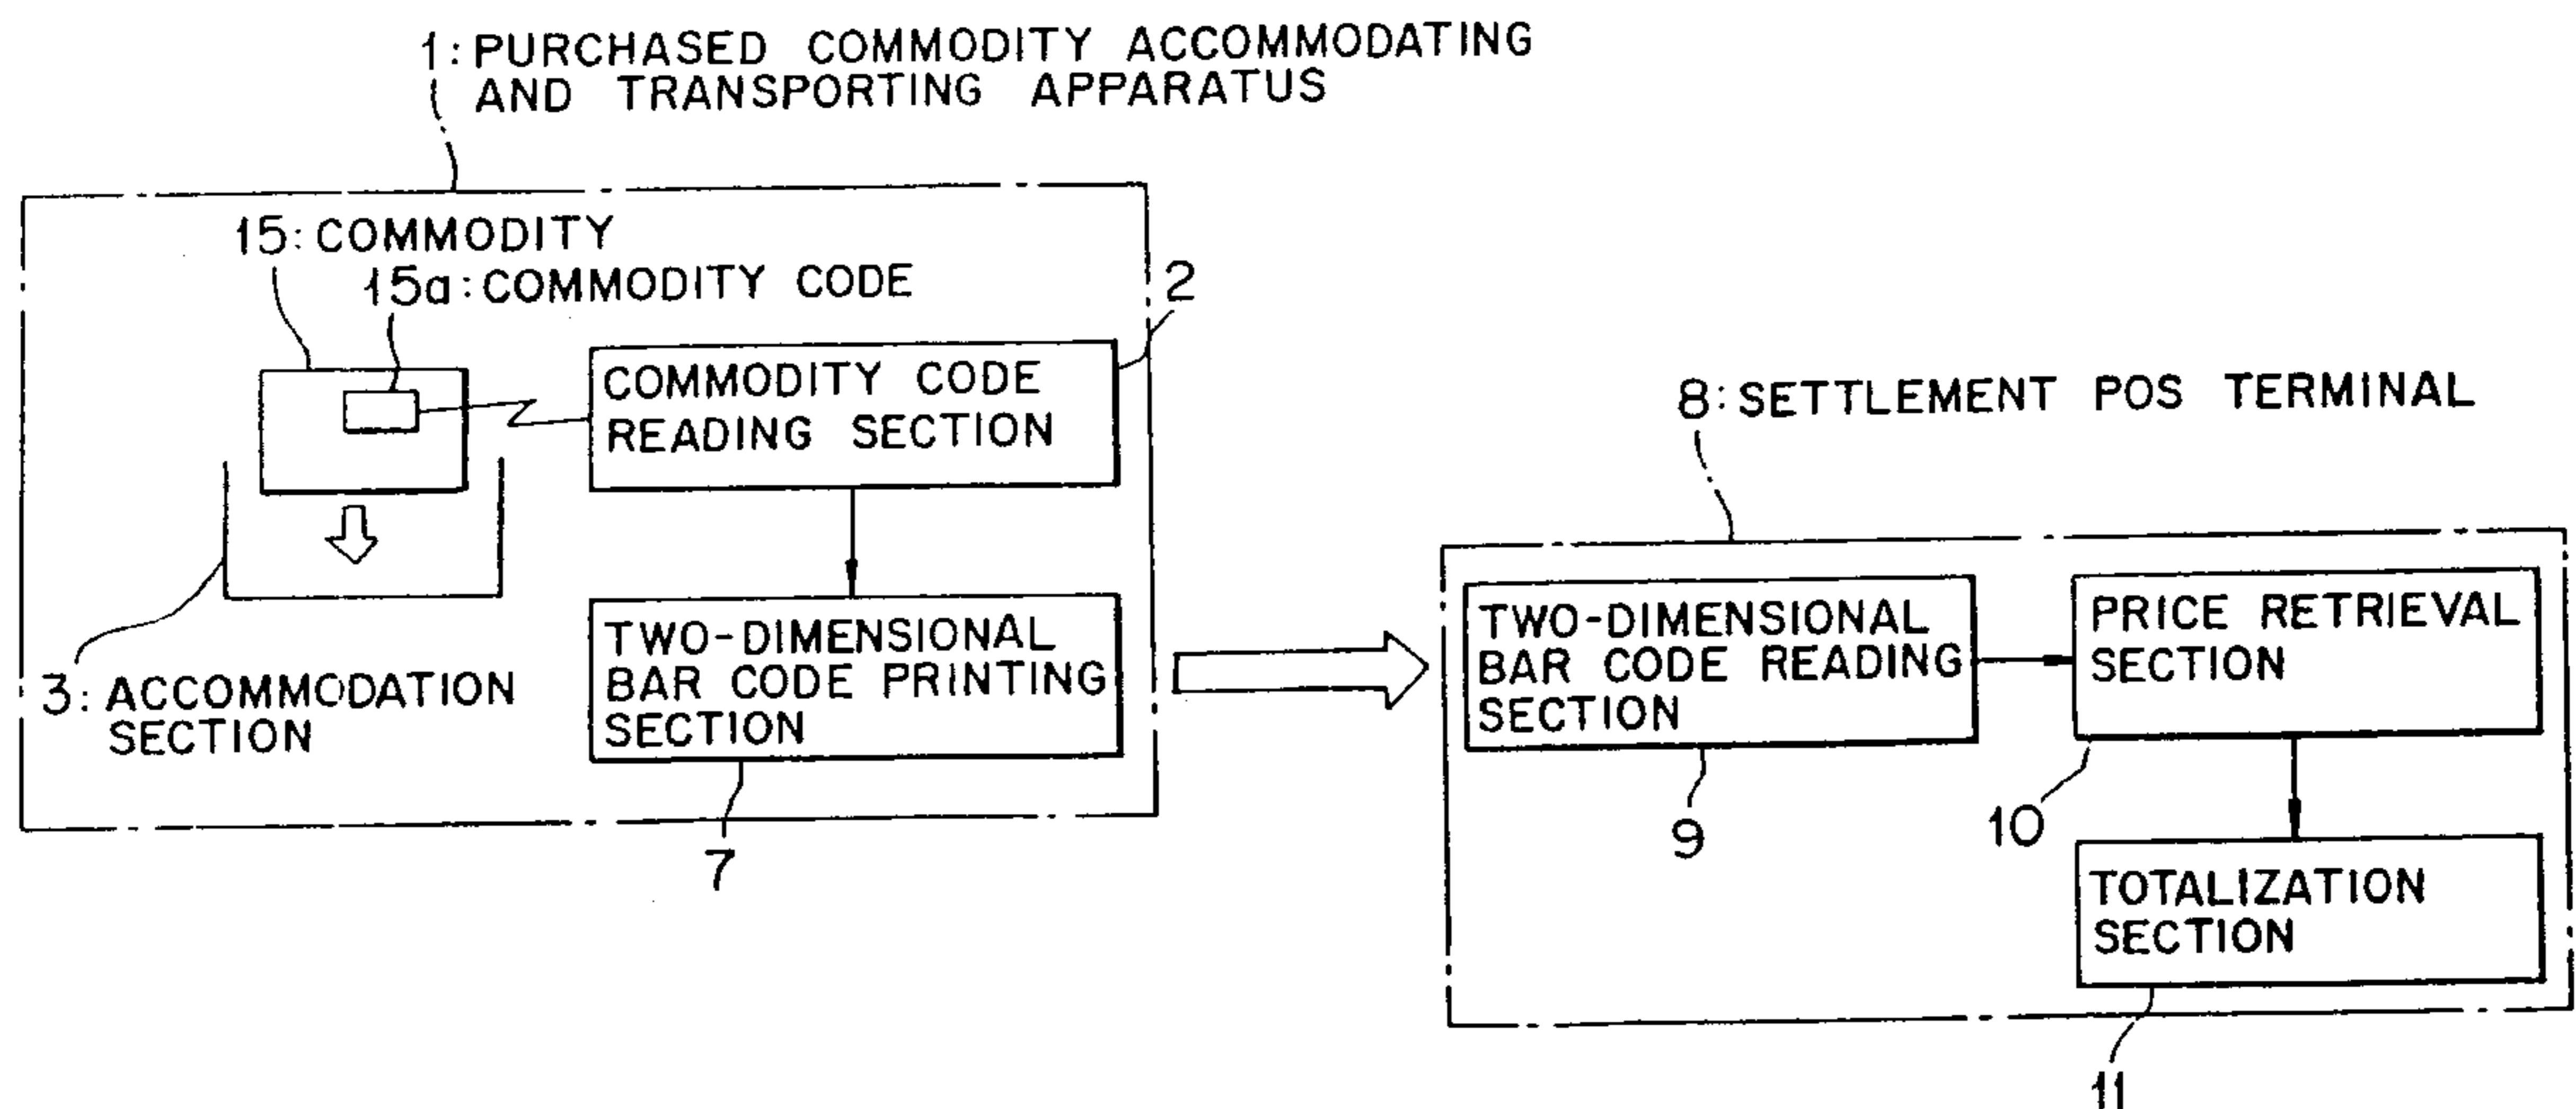 1: PURCHASED COMMODITY ACCOMMODATING
AND TRANSPORTING APPARATUS
15: COMMODITY
15a: COMMODITY CODE
2
COMMODITY CODE
READING SECTION
3: ACCOMMODATION
SECTION
TWO-DIMENSIONAL
BAR CODE PRINTING
SECTION
7
8: SETTLEMENT POS TERMINAL
TWO-DIMENSIONAL
BAR CODE READING
SECTION
9
PRICE RETRIEVAL
SECTION
10
TOTALIZATION
SECTION
11